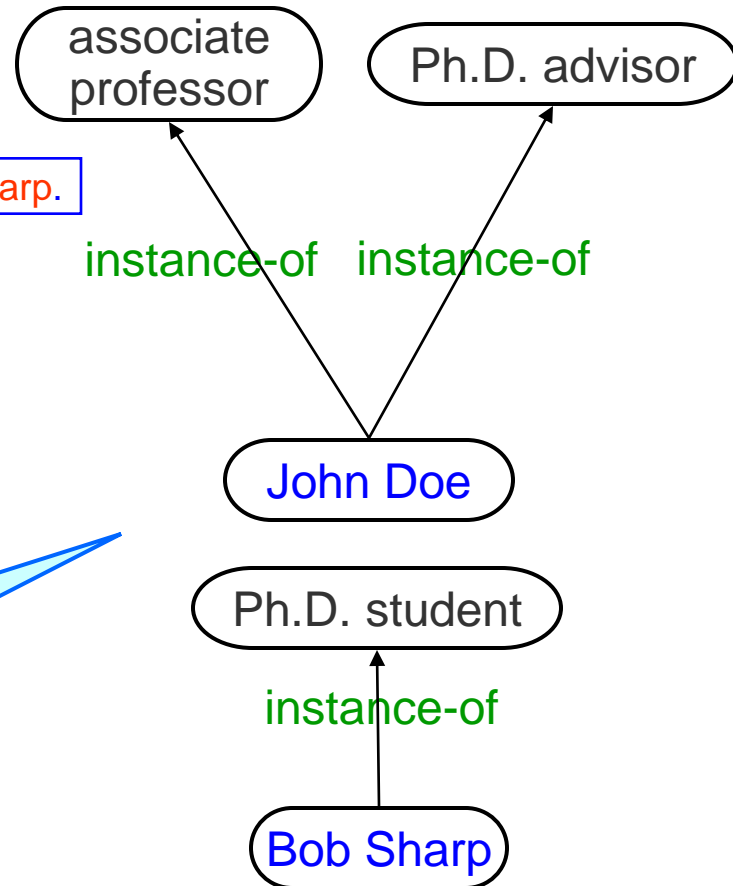 associate
professor
Ph.D. advisor
arp.
instance-of instance-of
John Doe
Ph.D. student
instance-of
Bob Sharp